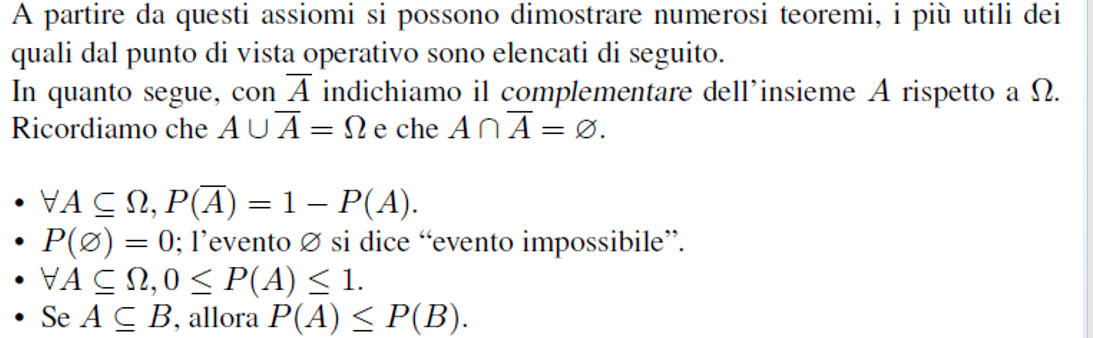 A partire da questi assiomi si possono dimostrare numerosi teoremi, i più utili dei
quali dal punto di vista operativo sono elencati di seguito.
In quanto segue, con A̅ indichiamo il complementare dell’insieme A rispetto a Ω.
Ricordiamo che A ∪ A̅ = Ω e che A ∩ A̅ = ∅.
• ∀A ⊆ Ω, P(A̅) = 1 − P(A).
• P(∅) = 0; l’evento ∅ si dice “evento impossibile”.
• ∀A ⊆ Ω, 0 ≤ P(A) ≤ 1.
• Se A ⊆ B, allora P(A) ≤ P(B).